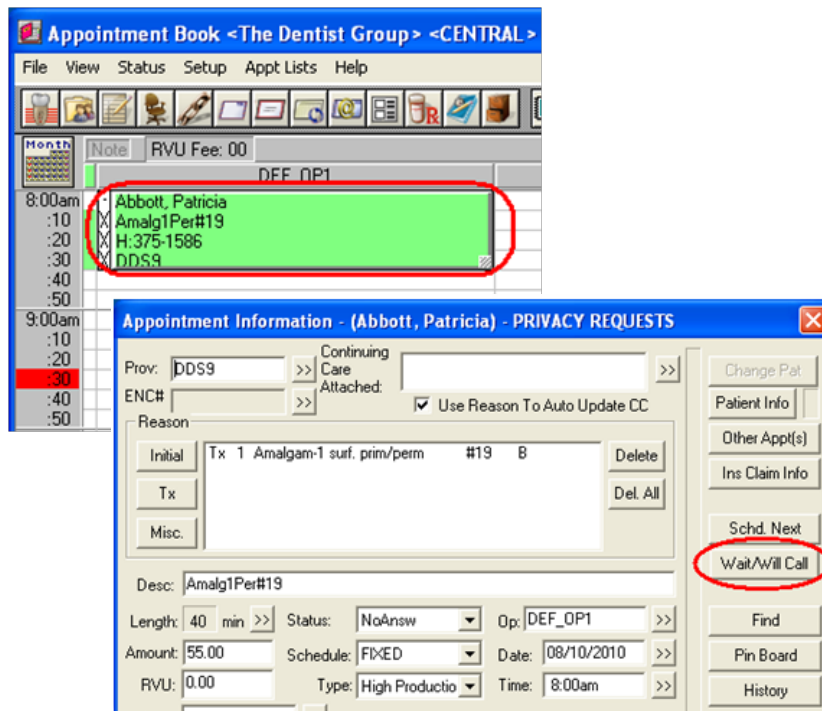 Appointment Book <The Dentist Group> <CENTRAL>
File View Status Setup Appt Lists Help
Month Note RVU Fee: 00
DEF_OP1
8:00am - Abbott, Patricia
:10 X Amalg1Per#19
:20 X H:375-1586
:30 X DDS9
:40
:50
9:00am
:10
:20
:30
:40
:50
Appointment Information - (Abbott, Patricia) - PRIVACY REQUESTS
Prov: DDS9 >> Continuing Care Attached: >> Change Pat
ENC# >> Use Reason To Auto Update CC Patient Info
Reason Other Appt(s)
Initial Tx 1 Amalgam-1 surf. prim/perm #19 B Delete Ins Claim Info
Tx Del. All
Misc. Schd. Next
Wait/Will Call
Desc: Amalg1Per#19
Length: 40 min >> Status: NoAnsw Op: DEF_OP1 >> Find
Amount: 55.00 Schedule: FIXED Date: 08/10/2010 >> Pin Board
RVU: 0.00 Type: High Productio Time: 8:00am >> History